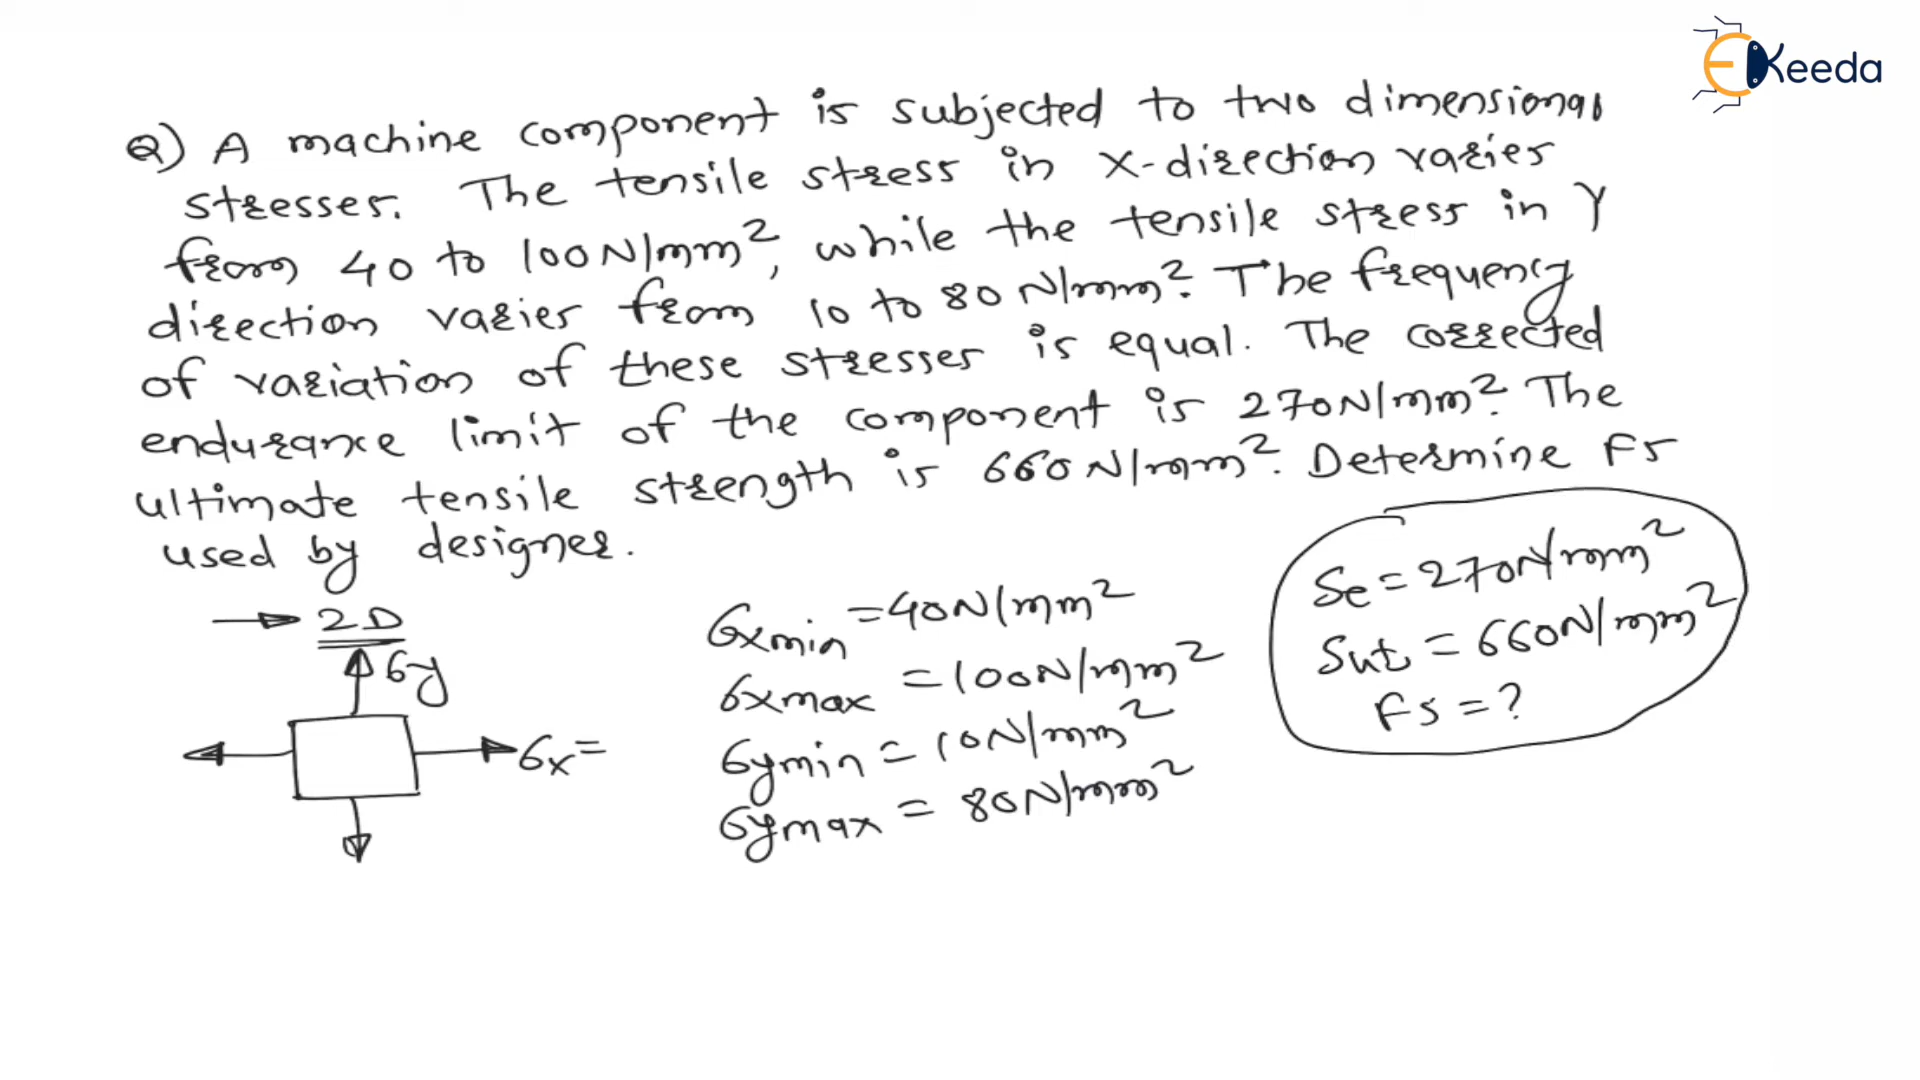 EKeeda
Q) A machine component is subjected to two dimensional
stresses. The tensile stress in X-direction varies
from 40 to 100N/mm², while the tensile stress in Y
direction varies from 10 to 80 N/mm². The frequency
of variation of these stresses is equal. The corrected
endurance limit of the component is 270N/mm². The
ultimate tensile strength is 660N/mm². Determine FS
used by designer.
→ 2D
σy
σx=
σxmin = 40N/mm²
σxmax = 100N/mm²
σymin = 10N/mm²
σymax = 80N/mm²
Se = 270N/mm²
Sut = 660N/mm²
FS = ?